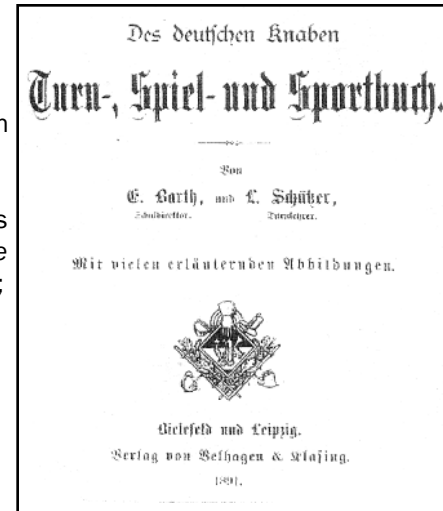 Des deutschen Knaben
Turn-, Spiel- und Sportbuch.
n
Von
E. Barth, und L. Schützer,
Schuldirektor. Turnlehrer.
s
e
;
Mit vielen erläuternden Abbildungen.
Bielefeld und Leipzig.
Verlag von Velhagen & Klasing.
1891.